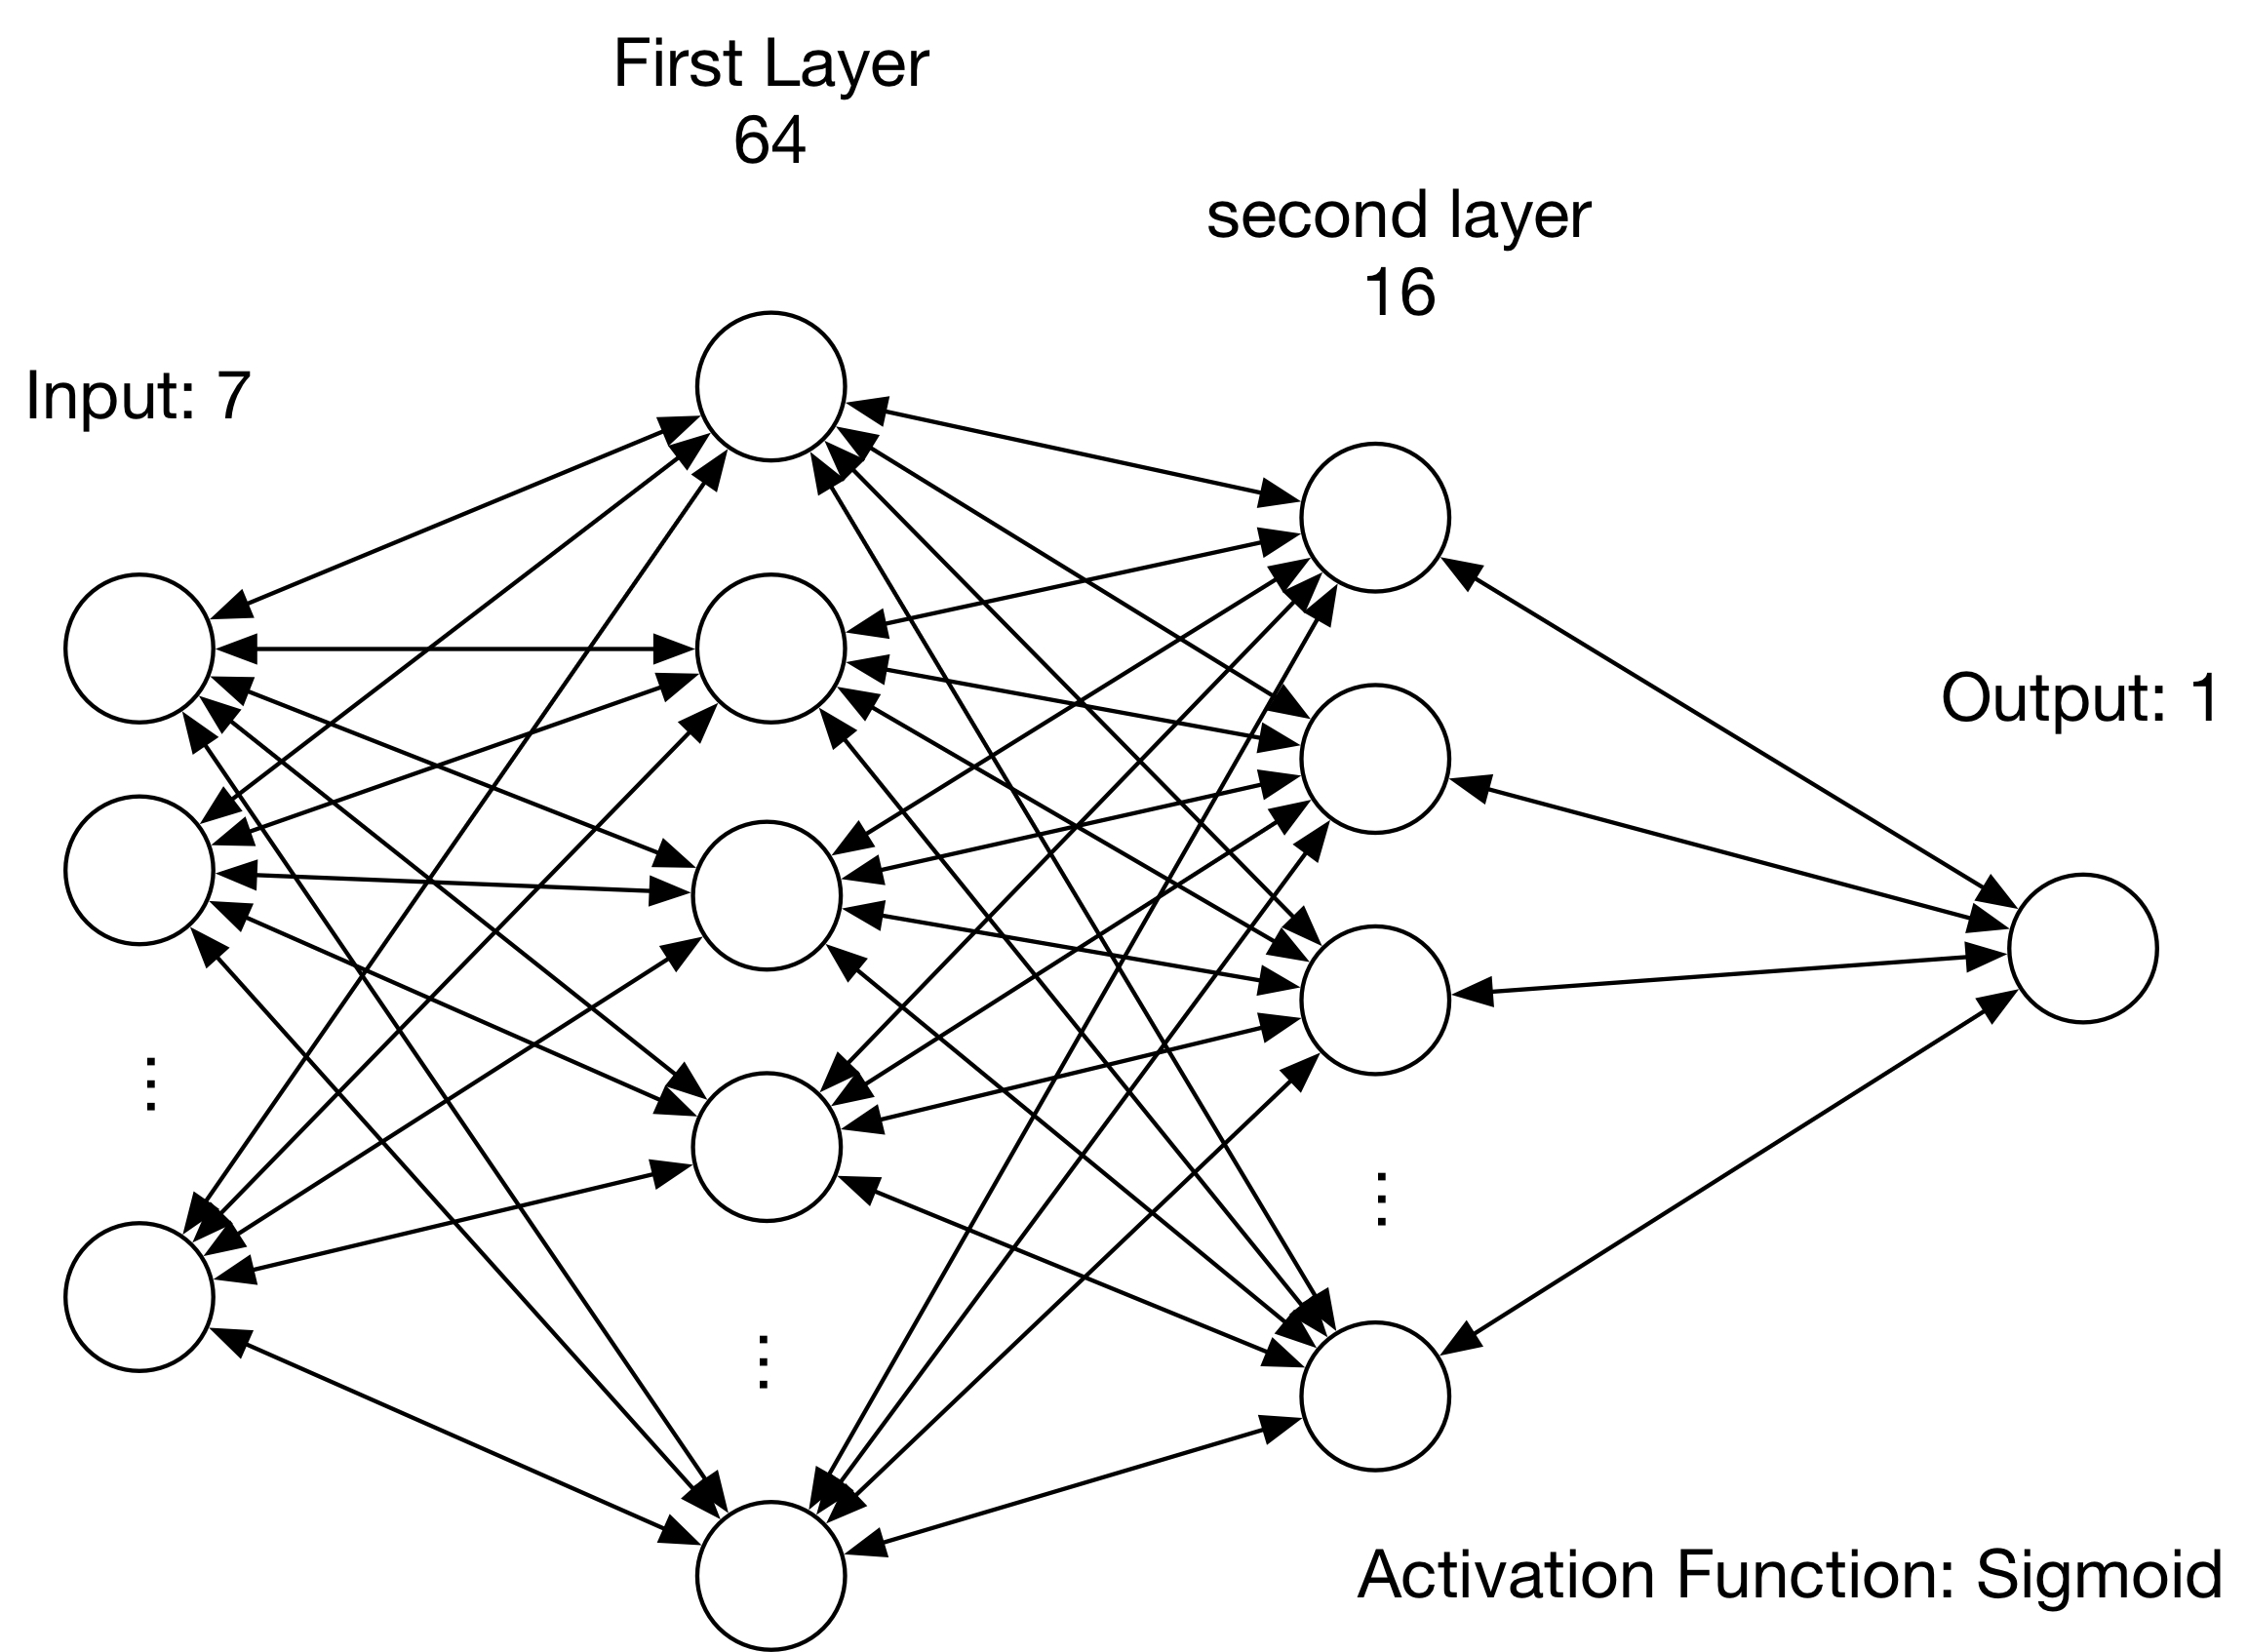 First Layer
64
second layer
16
Input: 7
Output: 1
Activation Function: Sigmoid